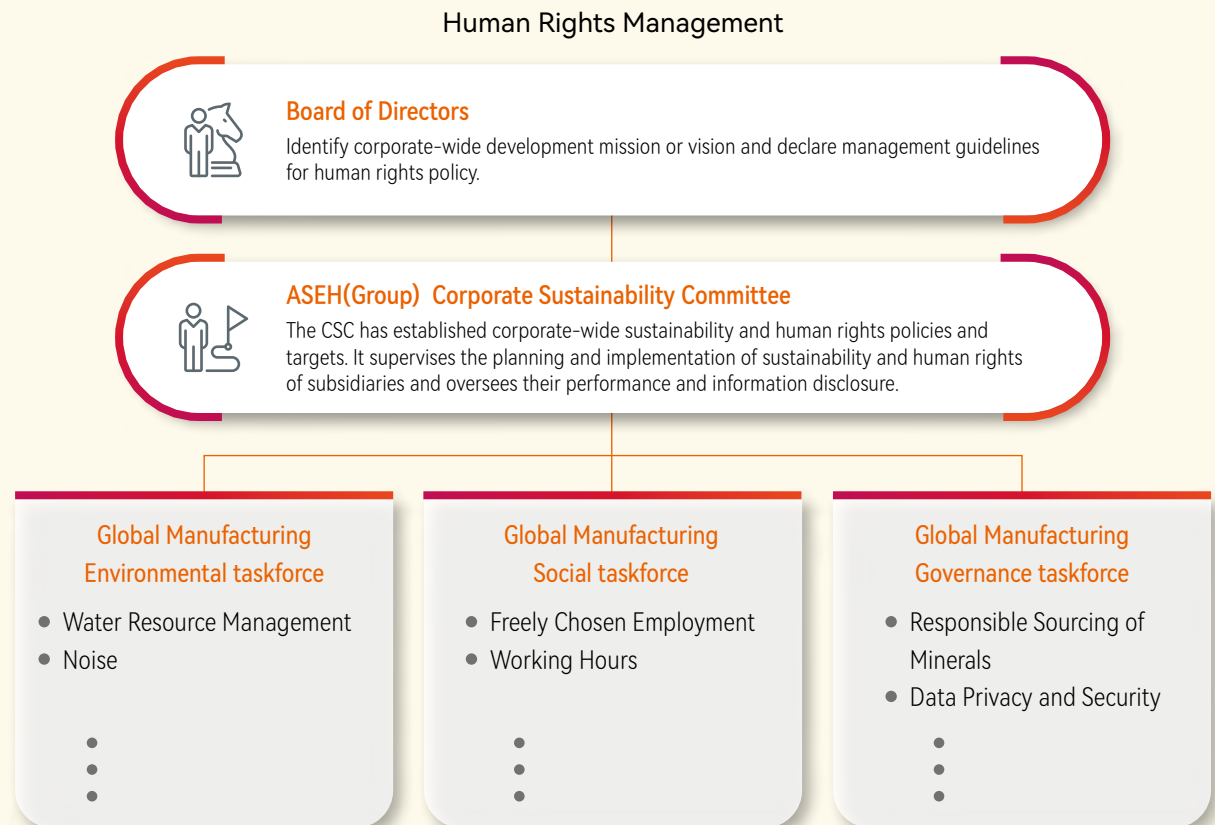 Human Rights Management
Board of Directors
Identify corporate-wide development mission or vision and declare management guidelines
for human rights policy.
ASEH(Group) Corporate Sustainability Committee
The CSC has established corporate-wide sustainability and human rights policies and
targets. It supervises the planning and implementation of sustainability and human rights
of subsidiaries and oversees their performance and information disclosure.
Global Manufacturing
Environmental taskforce
• Water Resource Management
• Noise
Global Manufacturing
Social taskforce
• Freely Chosen Employment
• Working Hours
Global Manufacturing
Governance taskforce
• Responsible Sourcing of
Minerals
• Data Privacy and Security